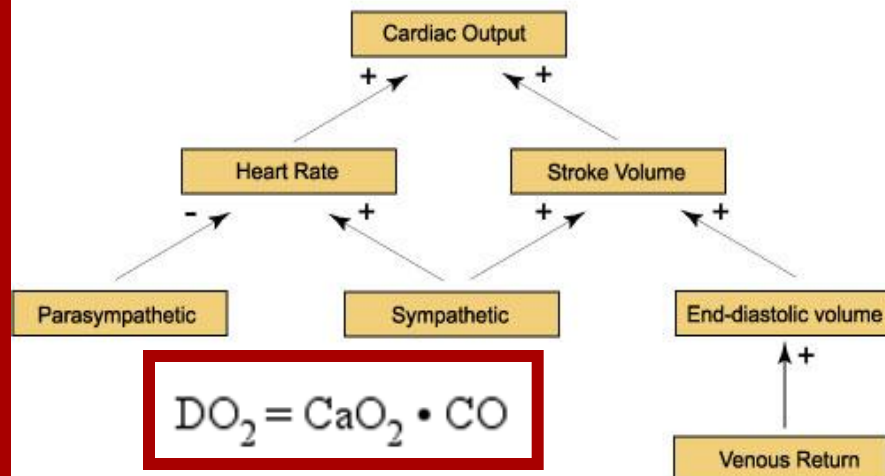 Cardiac Output
+ +
Heart Rate
Stroke Volume
- + + +
Parasympathetic
Sympathetic
End-diastolic volume
+
DO₂ = CaO₂ • CO
Venous Return